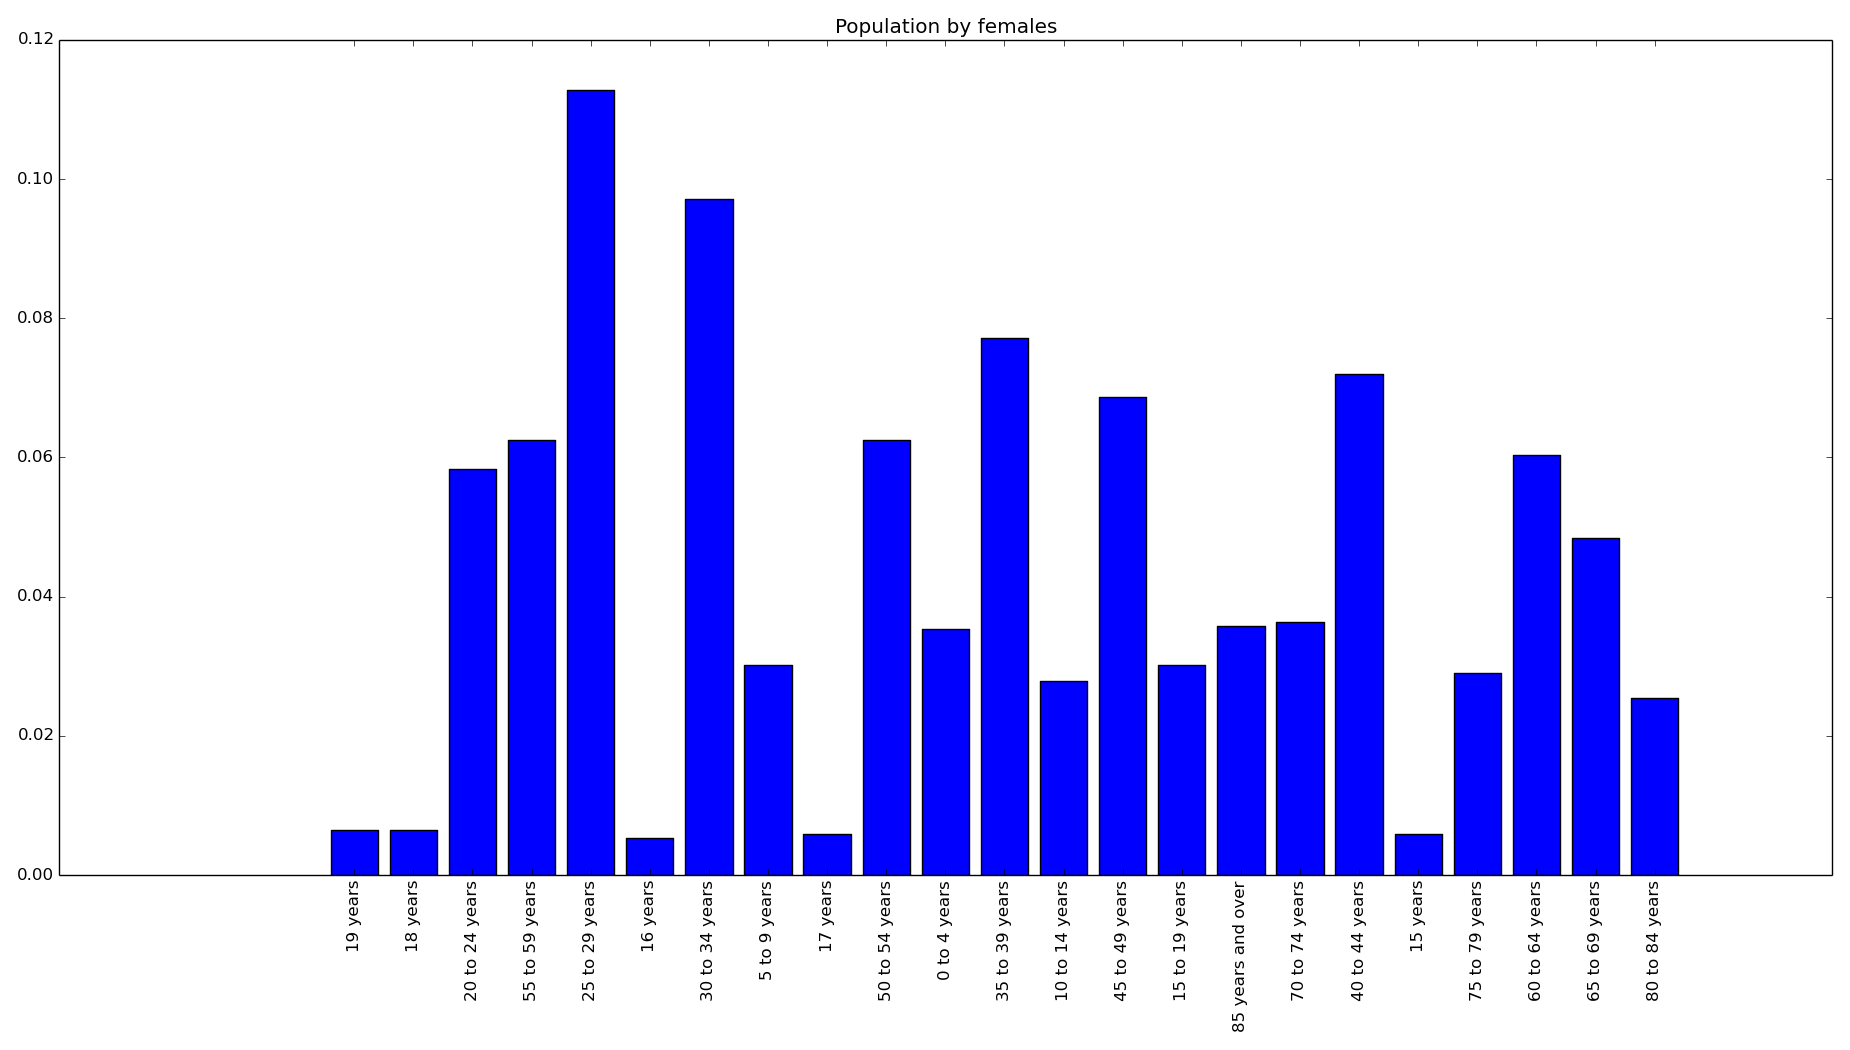 Population by females
0.12
0.10
0.08
0.06
0.04
0.02
0.00
19 years
18 years
20 to 24 years
55 to 59 years
25 to 29 years
16 years
30 to 34 years
5 to 9 years
17 years
50 to 54 years
0 to 4 years
35 to 39 years
10 to 14 years
45 to 49 years
15 to 19 years
85 years and over
70 to 74 years
40 to 44 years
15 years
75 to 79 years
60 to 64 years
65 to 69 years
80 to 84 years